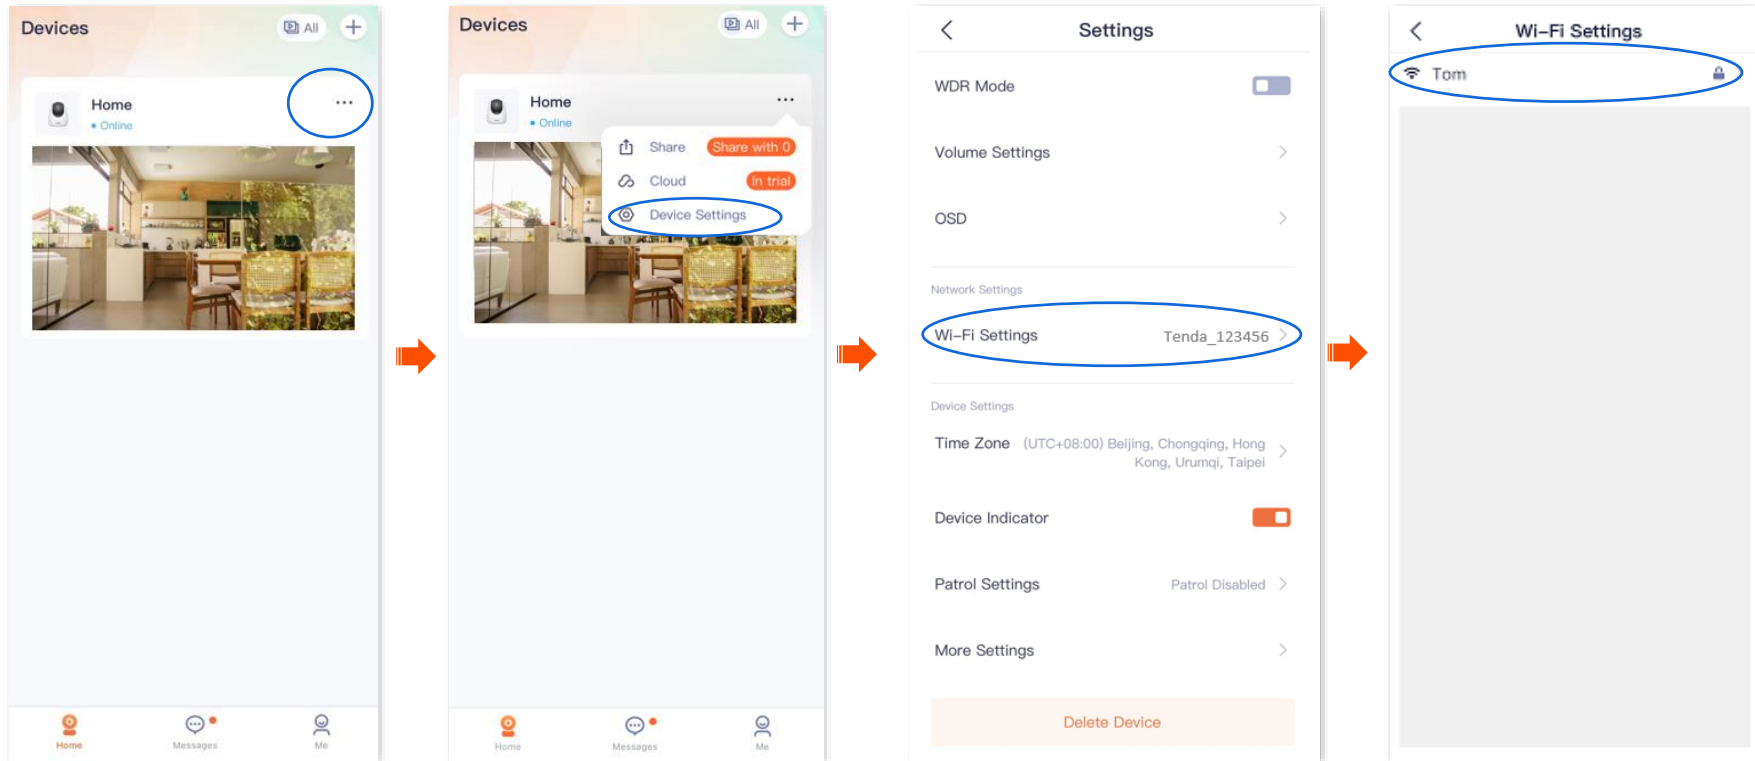 Devices
All
Home
• Online
Home
Messages
Me
Devices
All
Home
• Online
Share
Share with 0
Cloud
In trial
Device Settings
Home
Messages
Me
Settings
WDR Mode
Volume Settings
OSD
Network Settings
Wi-Fi Settings Tenda_123456
Device Settings
Time Zone (UTC+08:00) Beijing, Chongqing, Hong
Kong, Urumqi, Taipei
Device Indicator
Patrol Settings Patrol Disabled
More Settings
Delete Device
Wi-Fi Settings
Tom